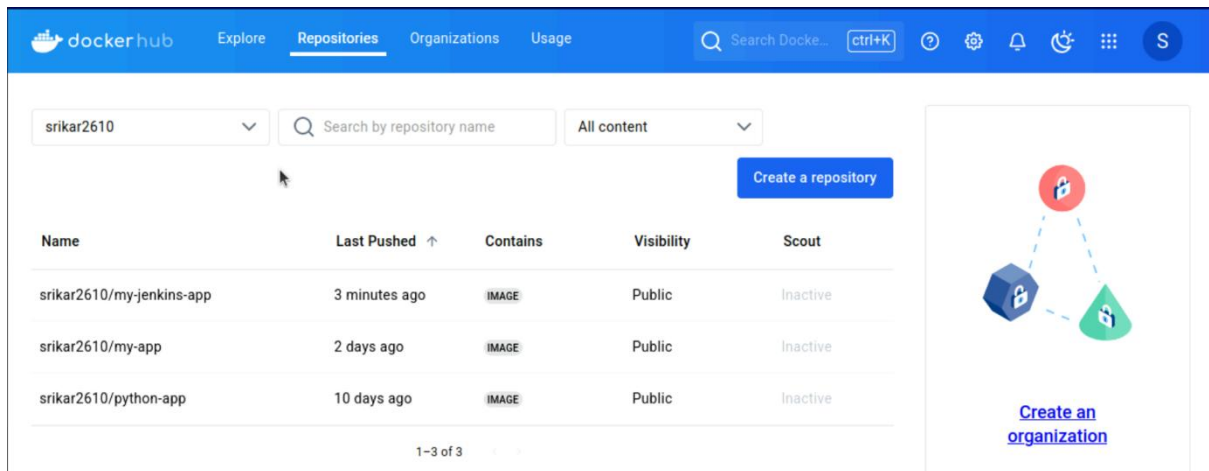 dockerhub Explore Repositories Organizations Usage Search Docke... ctrl+K S
srikar2610 Search by repository name All content
Create a repository
Name Last Pushed ↑ Contains Visibility Scout
srikar2610/my-jenkins-app 3 minutes ago IMAGE Public Inactive
srikar2610/my-app 2 days ago IMAGE Public Inactive
srikar2610/python-app 10 days ago IMAGE Public Inactive
1–3 of 3
Create an
organization